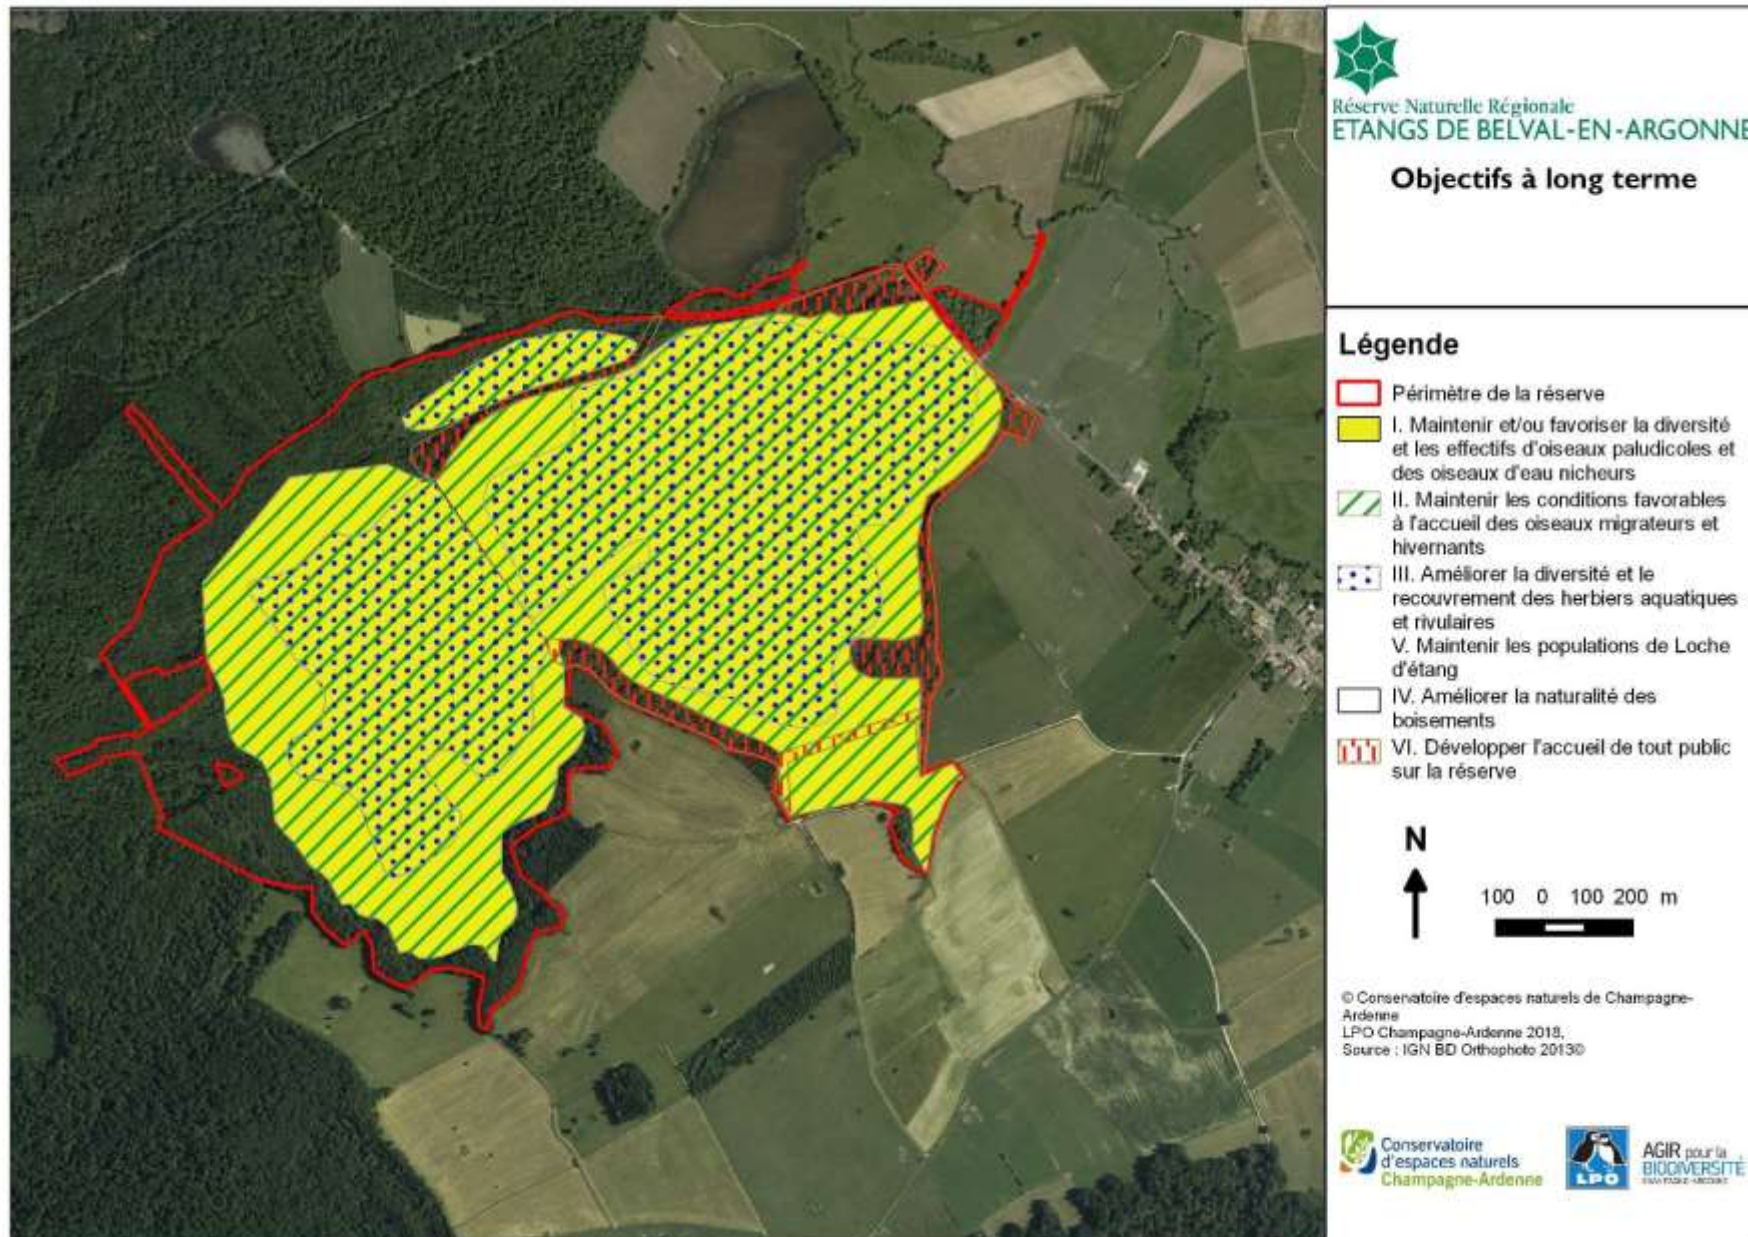 Réserve Naturelle Régionale
ETANGS DE BELVAL-EN-ARGONNE
Objectifs à long terme
Légende
Périmètre de la réserve
I. Maintenir et/ou favoriser la diversité
et les effectifs d'oiseaux paludicoles et
des oiseaux d'eau nicheurs
II. Maintenir les conditions favorables
à l'accueil des oiseaux migrateurs et
hivernants
III. Améliorer la diversité et le
recouvrement des herbiers aquatiques
et rivulaires
V. Maintenir les populations de Loche
d'étang
IV. Améliorer la naturalité des
boisements
VI. Développer l'accueil de tout public
sur la réserve
N
100 0 100 200 m
© Conservatoire d'espaces naturels de Champagne-
Ardenne
LPO Champagne-Ardenne 2018,
Source : IGN BD Orthophoto 2013©
Conservatoire
d'espaces naturels
Champagne-Ardenne
LPO
AGIR pour la
BIODIVERSITÉ
CHAMPAGNE-ARDENNE